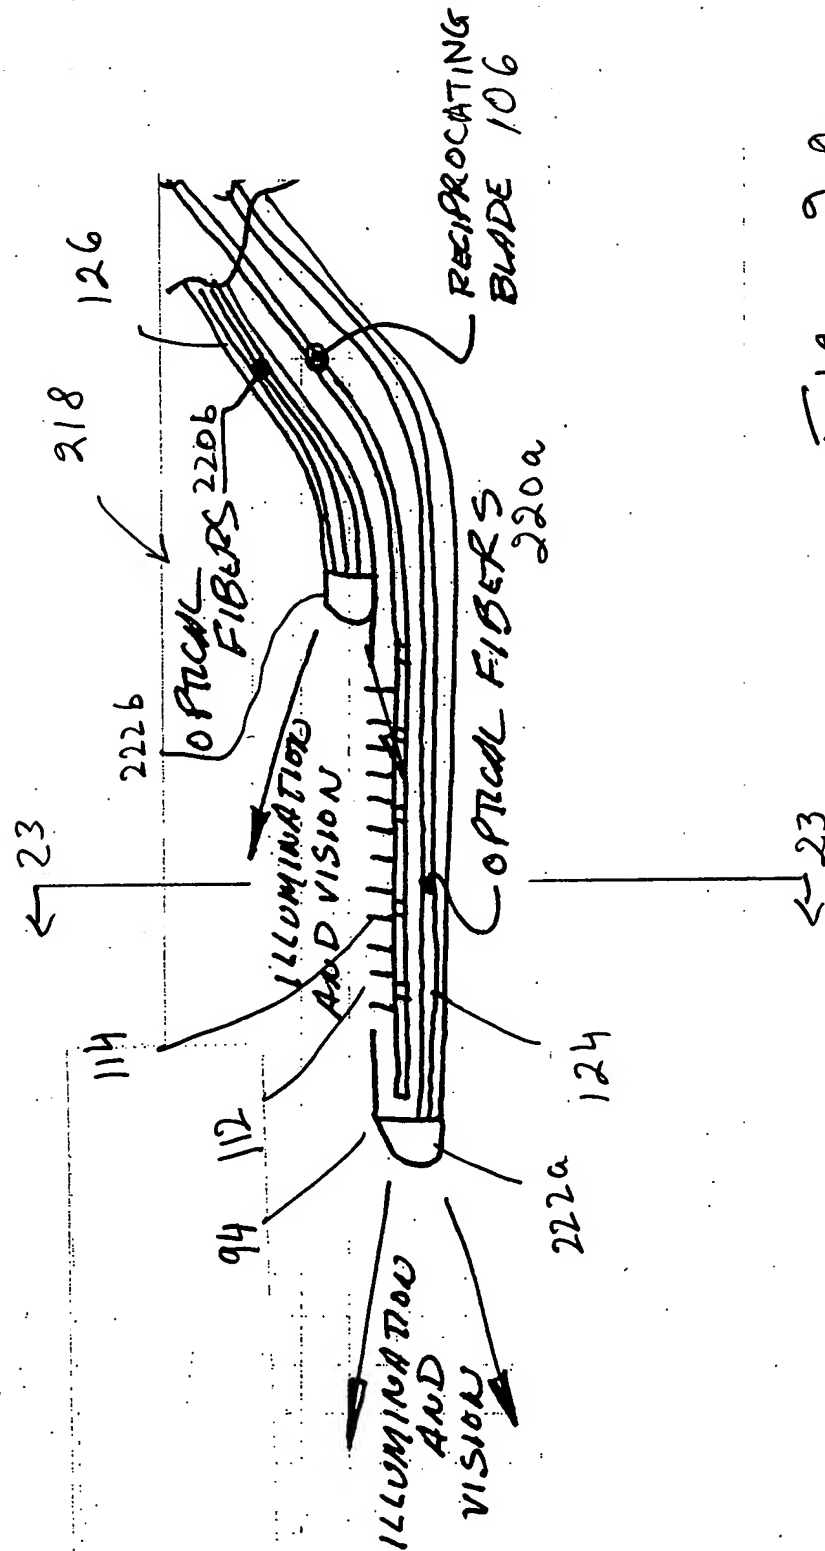 23
218
126
114
222b
OPTICAL
FIBERS 220b
112
94
ILLUMINATION
AND VISION
ILLUMINATION
AND
VISION
RECIPROCATING
BLADE 106
OPTICAL FIBERS
220a
222a
124
23